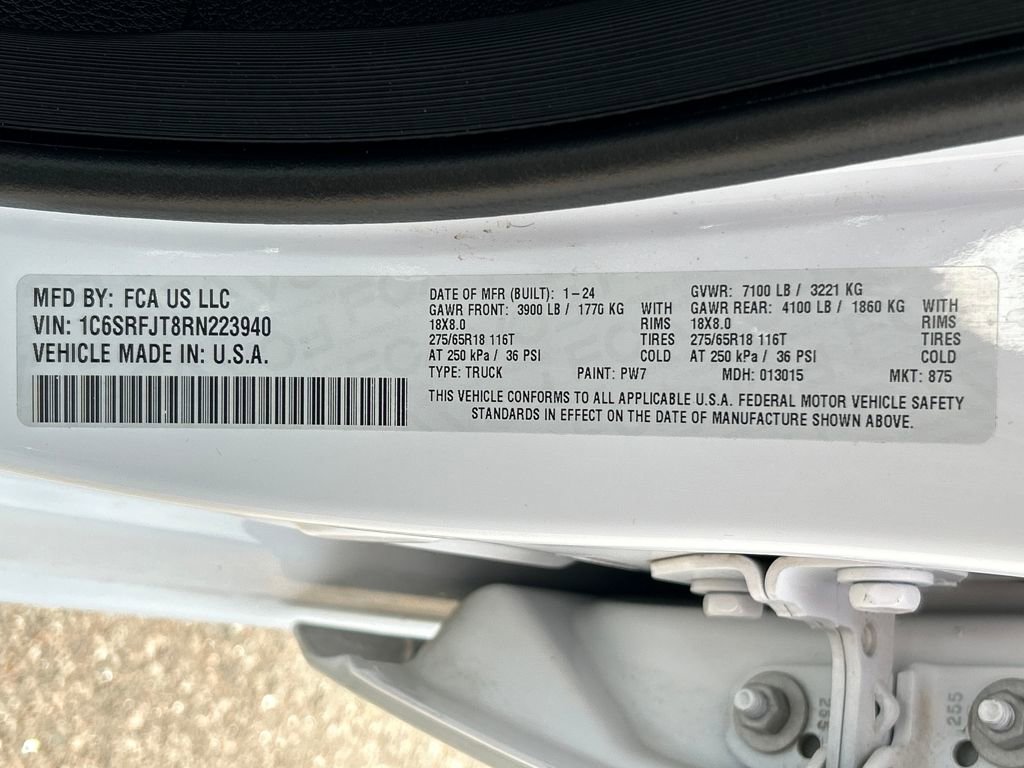 MFD BY: FCA US LLC
VIN: 1C6SRFJT8RN223940
VEHICLE MADE IN: U.S.A.
DATE OF MFR (BUILT): 1-24
GAWR FRONT: 3900 LB / 1770 KG WITH
18X8.0 RIMS
275/65R18 116T TIRES
AT 250 kPa / 36 PSI COLD
GVWR: 7100 LB / 3221 KG
GAWR REAR: 4100 LB / 1860 KG WITH
18X8.0 RIMS
275/65R18 116T TIRES
AT 250 kPa / 36 PSI COLD
TYPE: TRUCK PAINT: PW7 MDH: 013015 MKT: 875
THIS VEHICLE CONFORMS TO ALL APPLICABLE U.S.A. FEDERAL MOTOR VEHICLE SAFETY
STANDARDS IN EFFECT ON THE DATE OF MANUFACTURE SHOWN ABOVE.
255